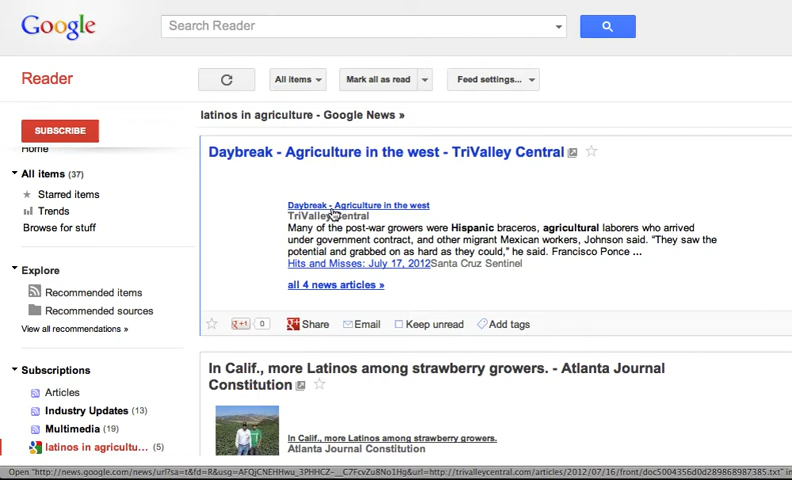 Google
Search Reader
Reader
All items
Mark all as read
Feed settings...
latinos in agriculture - Google News »
SUBSCRIBE
Home
All items (37)
Starred items
Trends
Browse for stuff
Explore
Recommended items
Recommended sources
View all recommendations »
Subscriptions
Articles
Industry Updates (13)
Multimedia (19)
latinos in agricultu... (5)
Daybreak - Agriculture in the west - TriValley Central
Daybreak - Agriculture in the west
TriValley Central
Many of the post-war growers were Hispanic braceros, agricultural laborers who arrived
under government contract, and other migrant Mexican workers, Johnson said. "They saw the
potential and grabbed on as hard as they could," he said. Francisco Ponce ...
Hits and Misses: July 17, 2012Santa Cruz Sentinel
all 4 news articles »
+1 0 Share Email Keep unread Add tags
In Calif., more Latinos among strawberry growers. - Atlanta Journal
Constitution
In Calif., more Latinos among strawberry growers.
Atlanta Journal Constitution